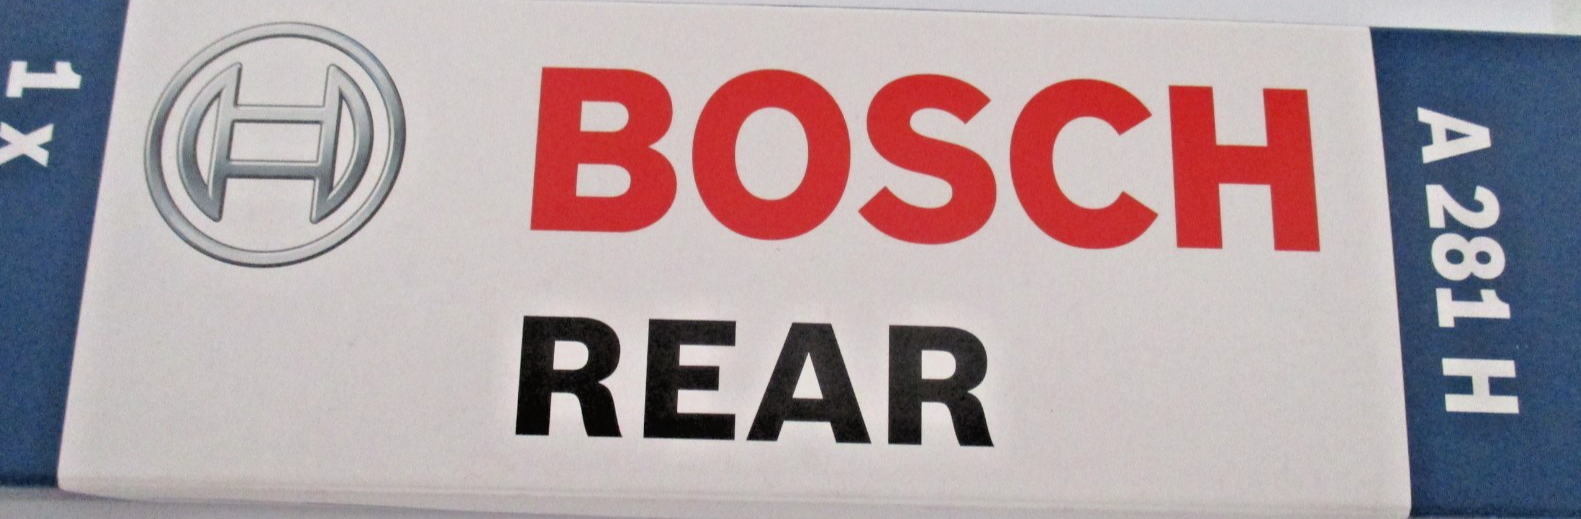 1 x
BOSCH
REAR
A 281 H